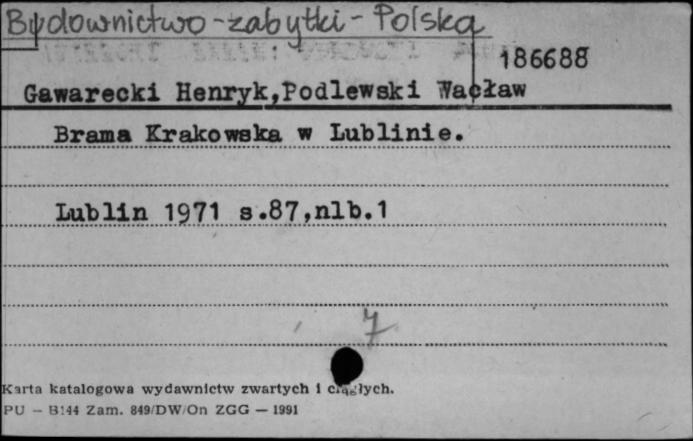 Budownictwo - zabytki - Polska
186688
Gawarecki Henryk,Podlewski Wacław
Brama Krakowska w Lublinie.
Lublin 1971 s.87,nlb.1
7
Karta katalogowa wydawnictw zwartych i ciągłych.
PU — B144 Zam. 849/DW/On ZGG — 1991